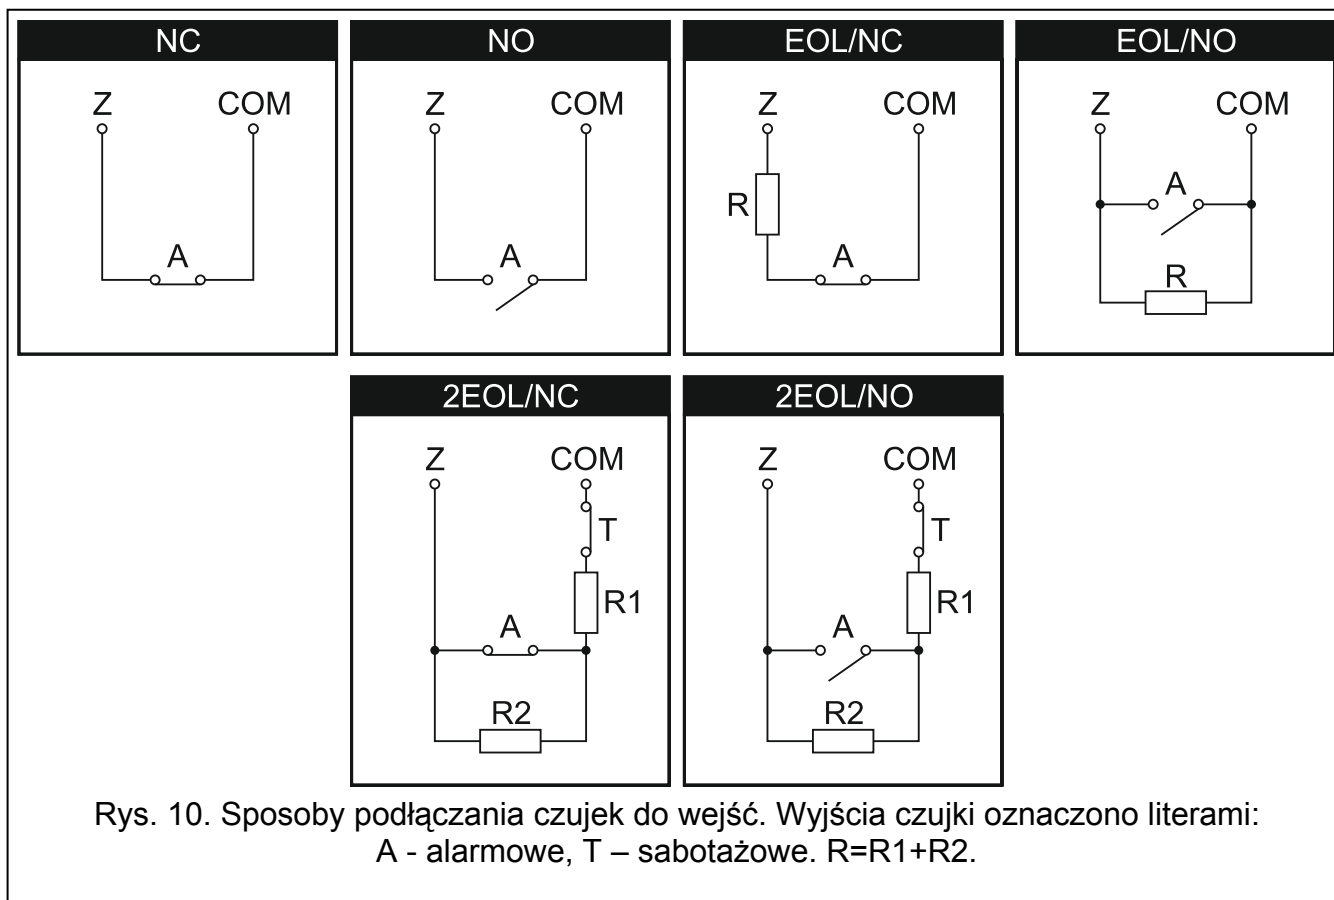 NC NO EOL/NC EOL/NO
Z COM Z COM Z COM Z COM
A A R A A R
2EOL/NC 2EOL/NO
Z COM Z COM
T T
R1 R1
A A
R2 R2
Rys. 10. Sposoby podłączania czujek do wejść. Wyjścia czujki oznaczono literami:
A - alarmowe, T – sabotażowe. R=R1+R2.